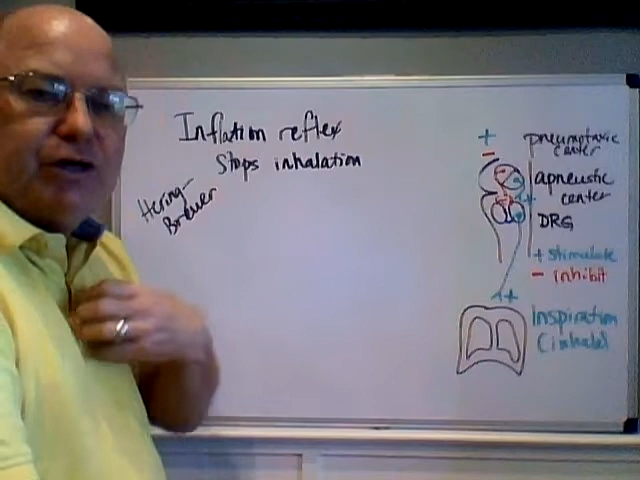 Inflation reflex
Stops inhalation
Hering-
Breuer
+
-
pneumotaxic
center
apneustic
center
DRG
+ stimulate
- inhibit
+
Inspiration
(inhale)